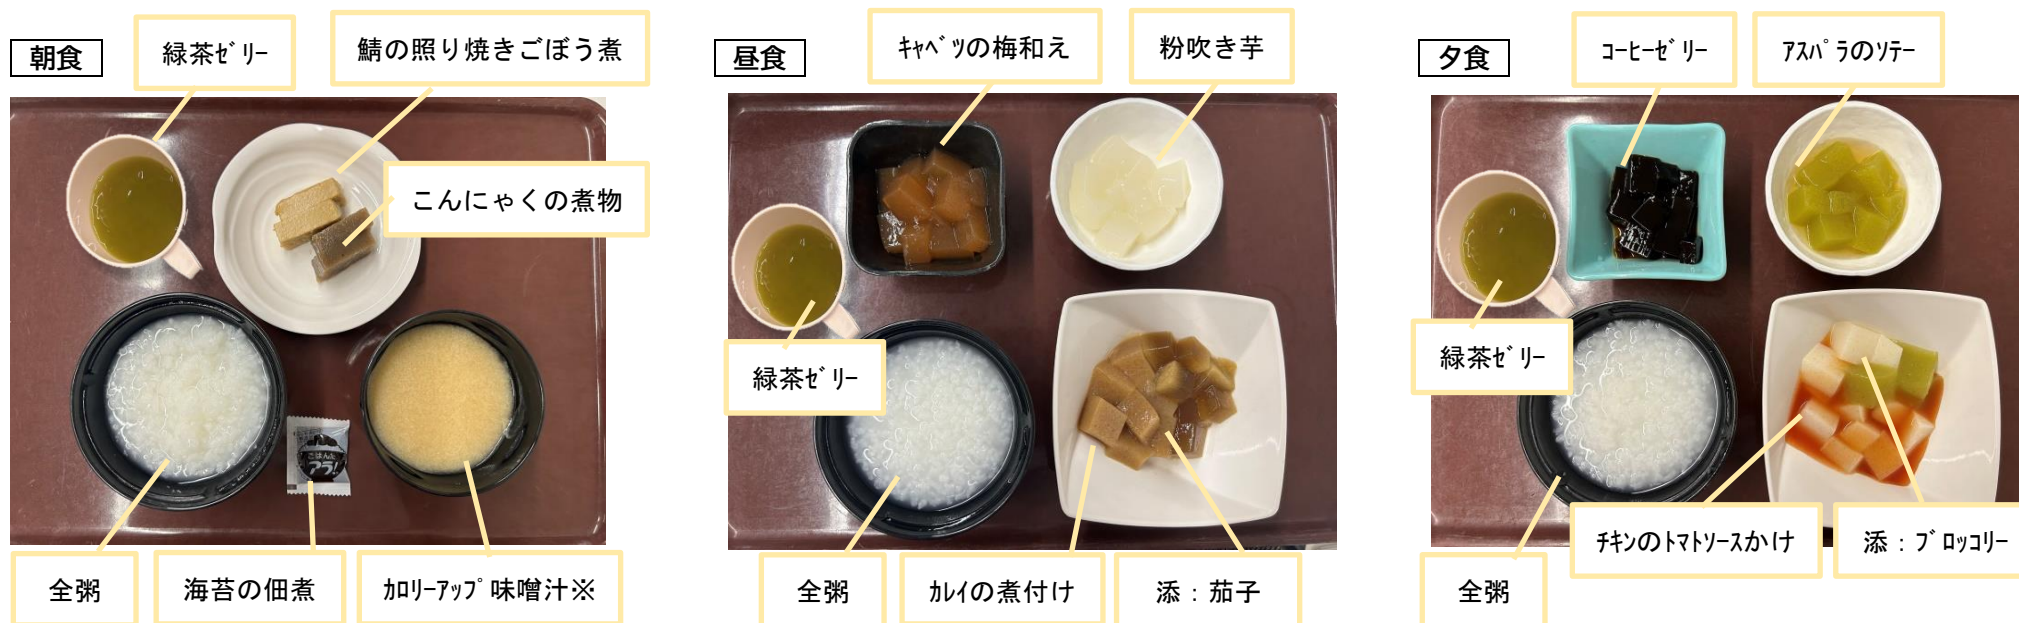 朝食
緑茶ｾﾞﾘｰ
鯖の照り焼きごぼう煮
こんにゃくの煮物
ごはんだ
アラ!
全粥
海苔の佃煮
ｶﾛﾘｰｱｯﾌﾟ味噌汁※
昼食
ｷｬﾍﾞﾂの梅和え
粉吹き芋
緑茶ｾﾞﾘｰ
全粥
ｶﾚｲの煮付け
添：茄子
夕食
ｺｰﾋｰｾﾞﾘｰ
ｱｽﾊﾟﾗのｿﾃｰ
緑茶ｾﾞﾘｰ
ﾁｷﾝのﾄﾏﾄｿｰｽかけ
添：ﾌﾞﾛｯｺﾘｰ
全粥